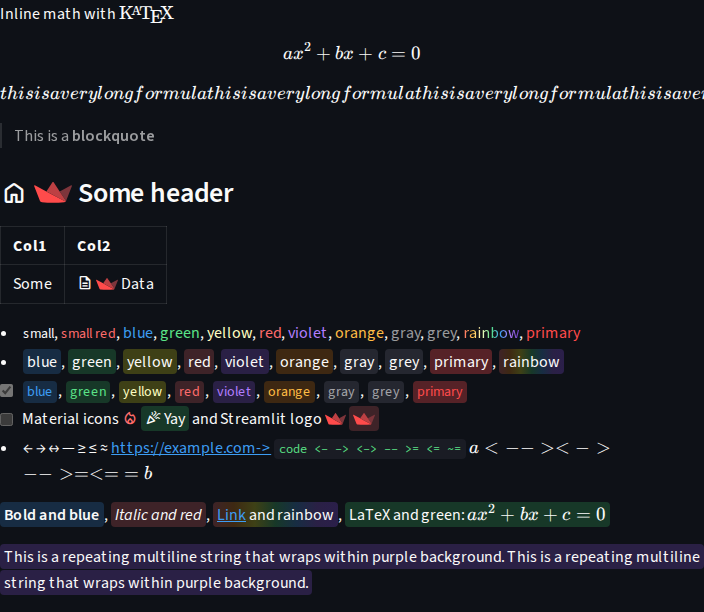 Inline math with KATEX
ax² + bx + c = 0
thisisaverylongformulathisisaverylongformulathisisaverylongformulathisisaver
This is a blockquote
Some header
Col1 Col2
Some Data
small, small red, blue, green, yellow, red, violet, orange, gray, grey, rainbow, primary
blue, green, yellow, red, violet, orange, gray, grey, primary, rainbow
blue, green, yellow, red, violet, orange, gray, grey, primary
Material icons Yay and Streamlit logo
← → ↔ — ≥ ≤ ≈ https://example.com-> code <- -> <-> -- >= <= ~= a < −− >< − >
−− >=<== b
Bold and blue, Italic and red, Link and rainbow, LaTeX and green: ax² + bx + c = 0
This is a repeating multiline string that wraps within purple background. This is a repeating multiline
string that wraps within purple background.